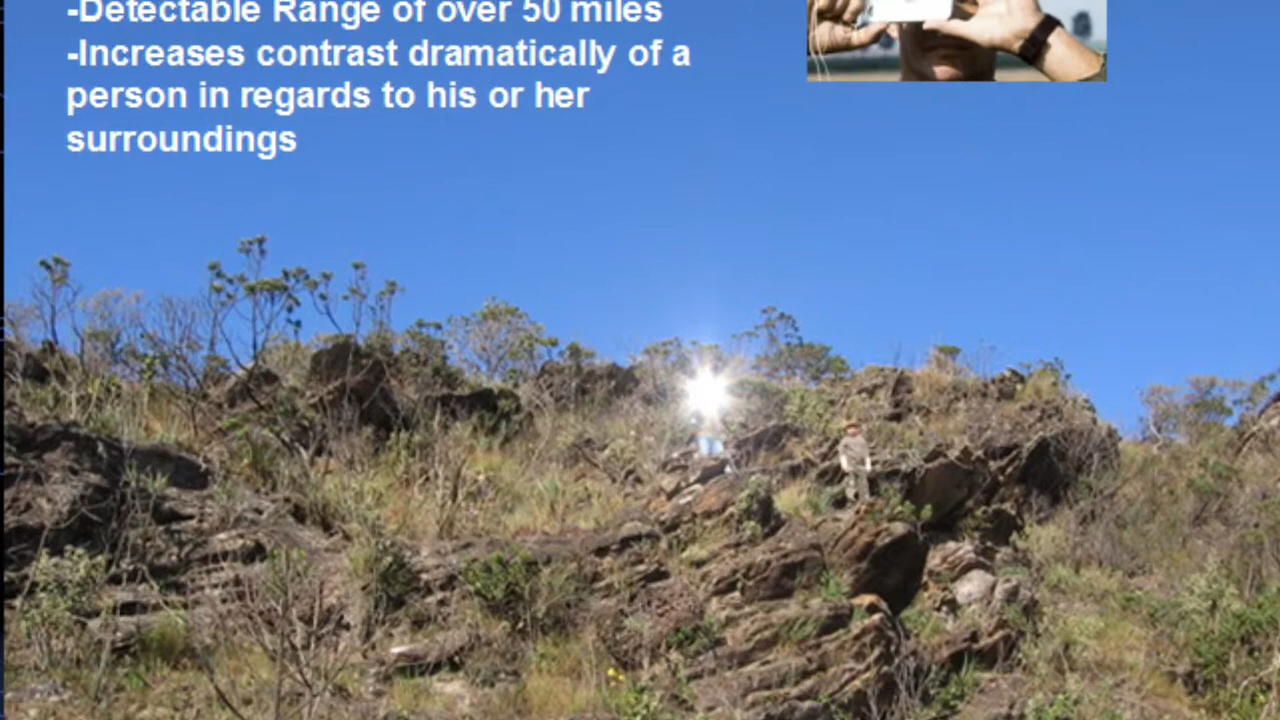 -Detectable Range of over 50 miles
-Increases contrast dramatically of a
person in regards to his or her
surroundings